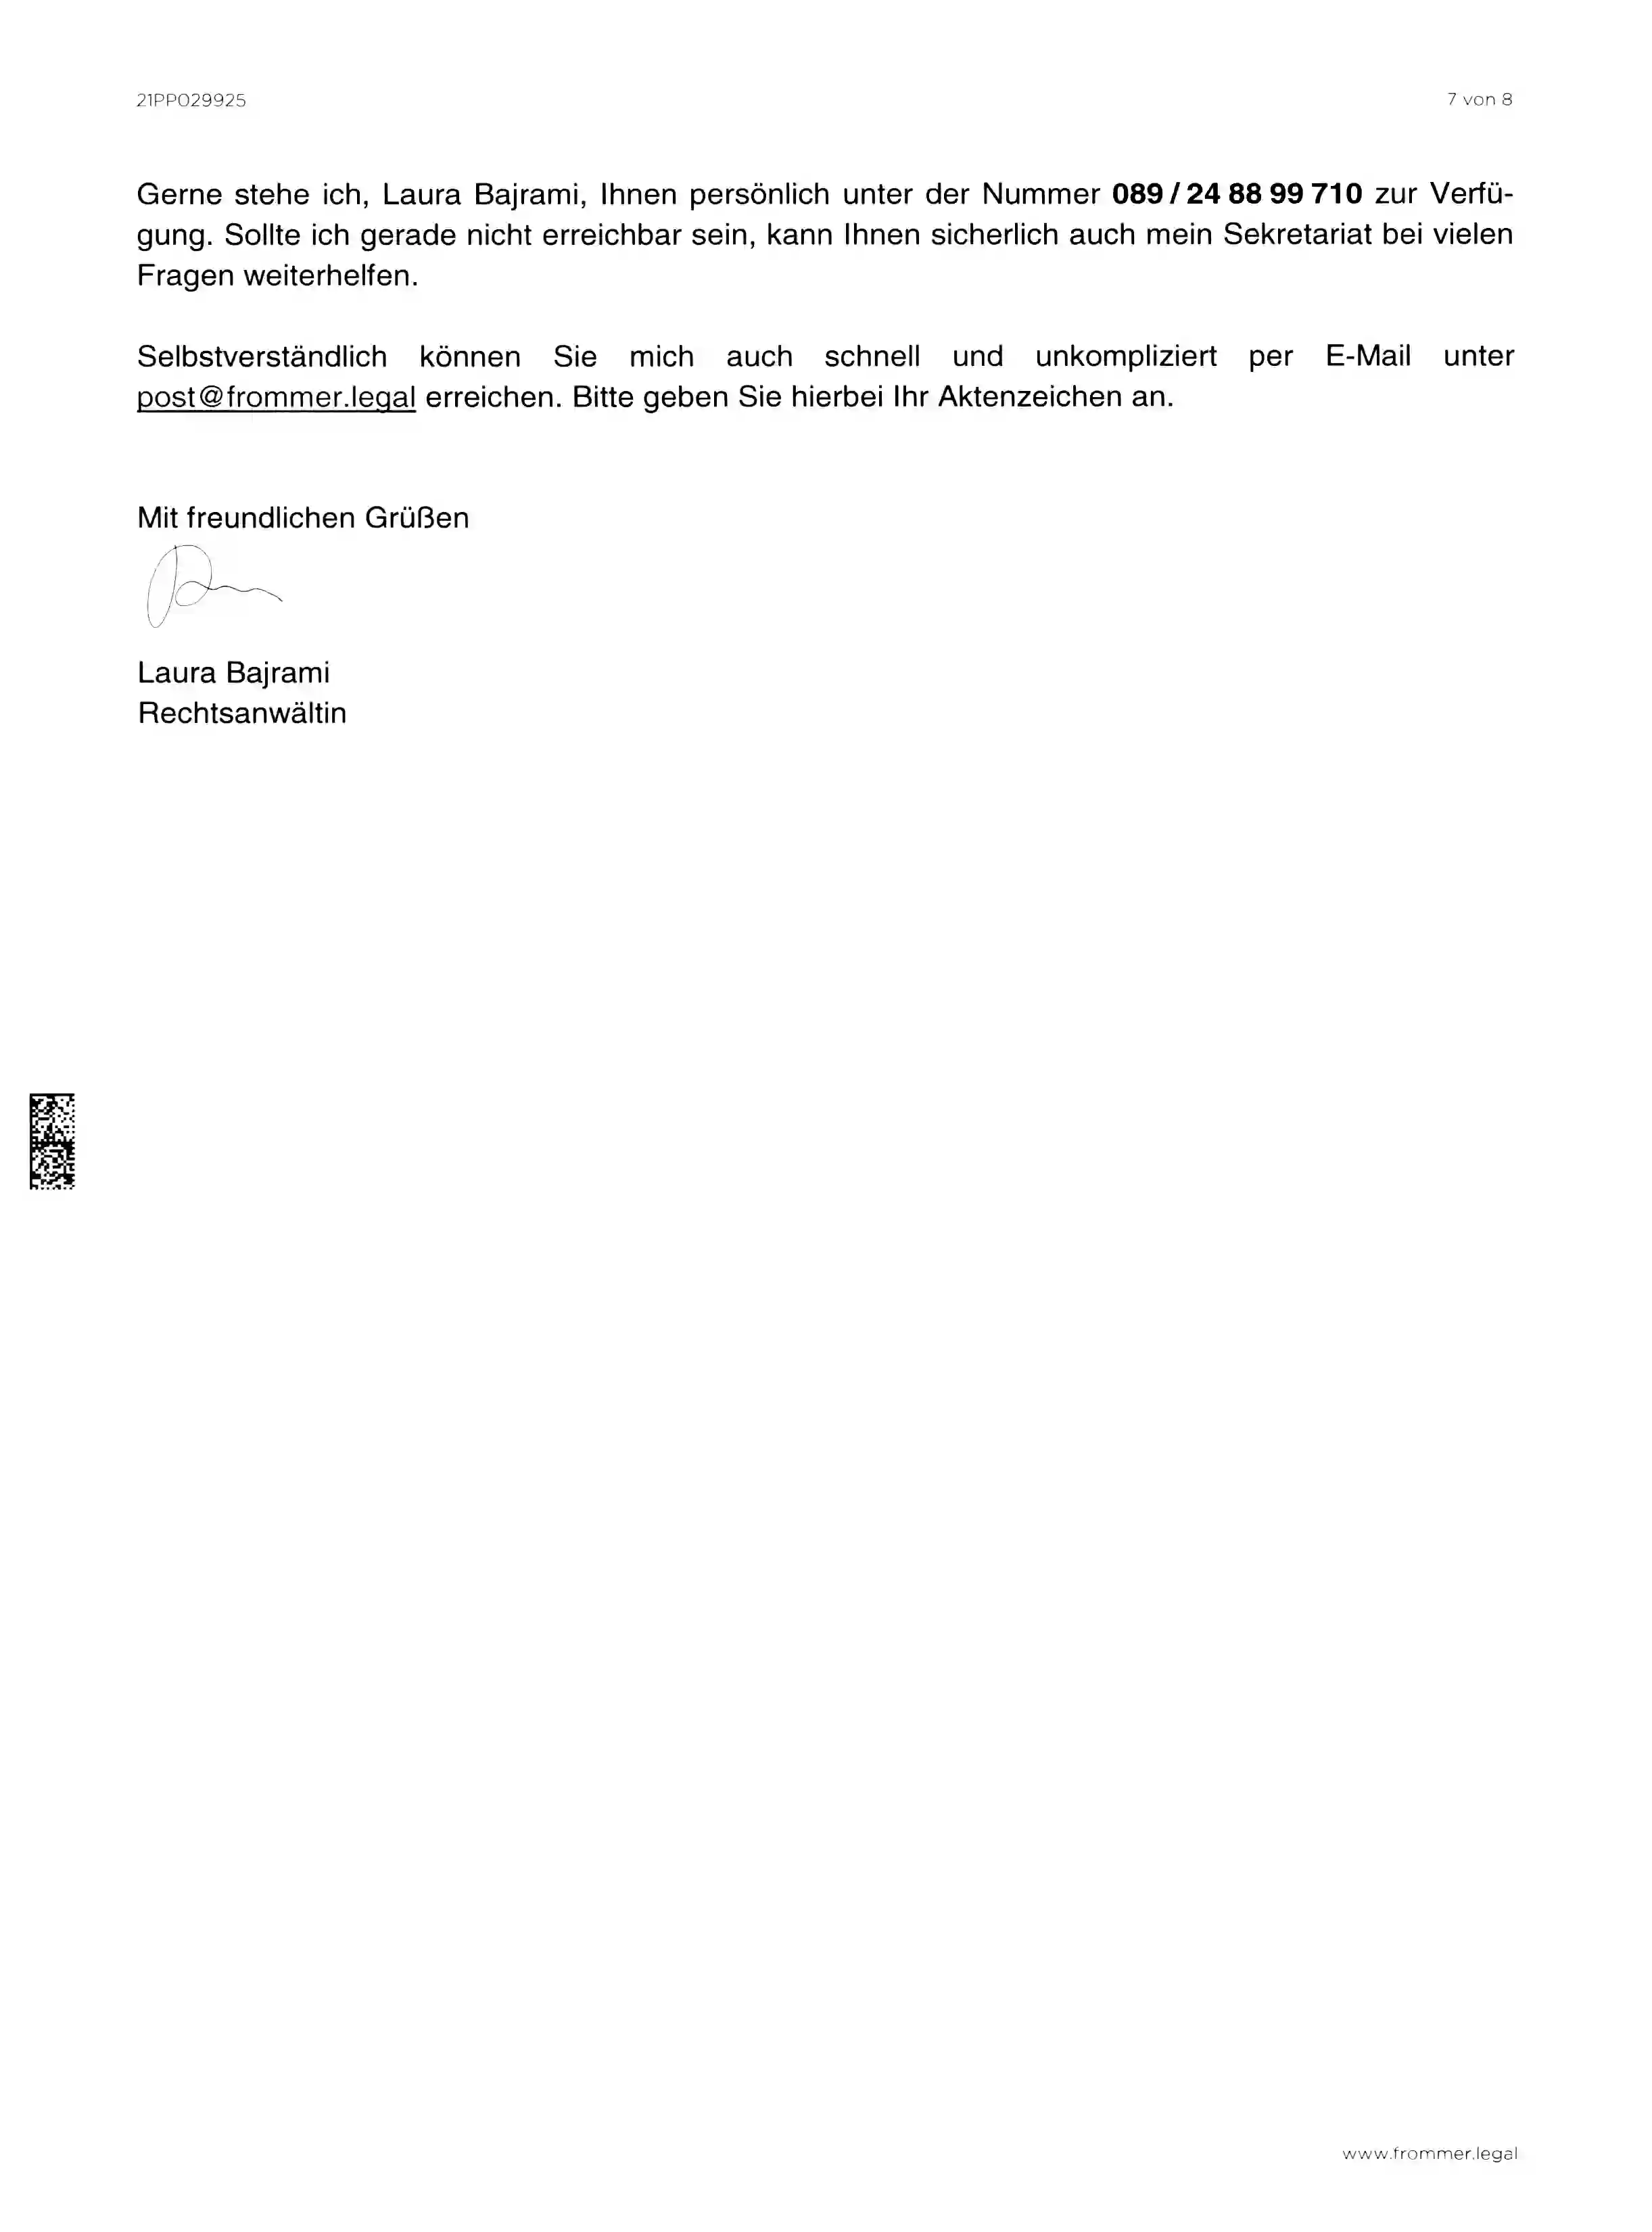 21PP029925
7 von 8
Gerne stehe ich, Laura Bajrami, Ihnen persönlich unter der Nummer 089 / 24 88 99 710 zur Verfü-
gung. Sollte ich gerade nicht erreichbar sein, kann Ihnen sicherlich auch mein Sekretariat bei vielen
Fragen weiterhelfen.
Selbstverständlich können Sie mich auch schnell und unkompliziert per E-Mail unter
post@frommer.legal erreichen. Bitte geben Sie hierbei Ihr Aktenzeichen an.
Mit freundlichen Grüßen
Laura Bajrami
Rechtsanwältin
www.frommer.legal